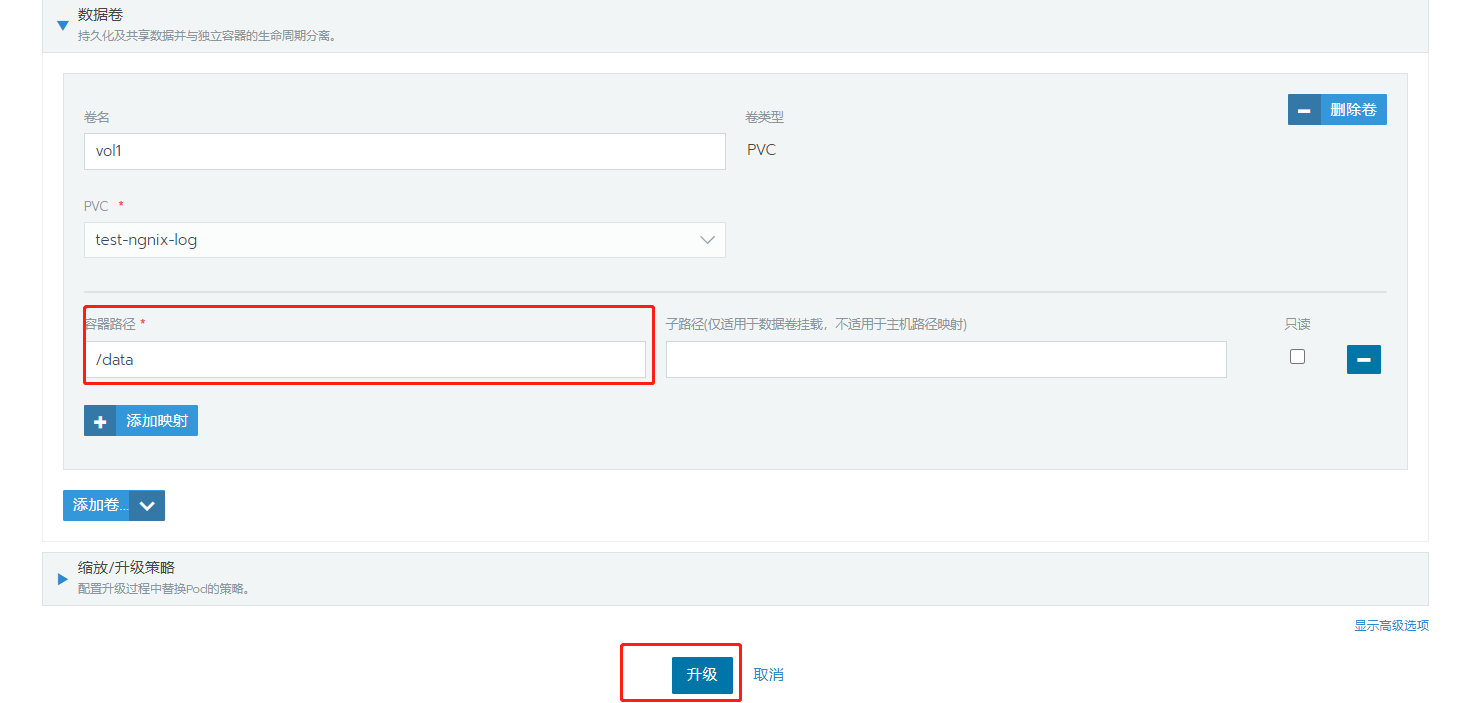 数据卷
持久化及共享数据并与独立容器的生命周期分离。
删除卷
卷名
卷类型
vol1
PVC
PVC *
test-ngnix-log
容器路径 *
子路径(仅适用于数据卷挂载，不适用于主机路径映射)
只读
/data
添加映射
添加卷...
缩放/升级策略
配置升级过程中替换Pod的策略。
显示高级选项
升级
取消